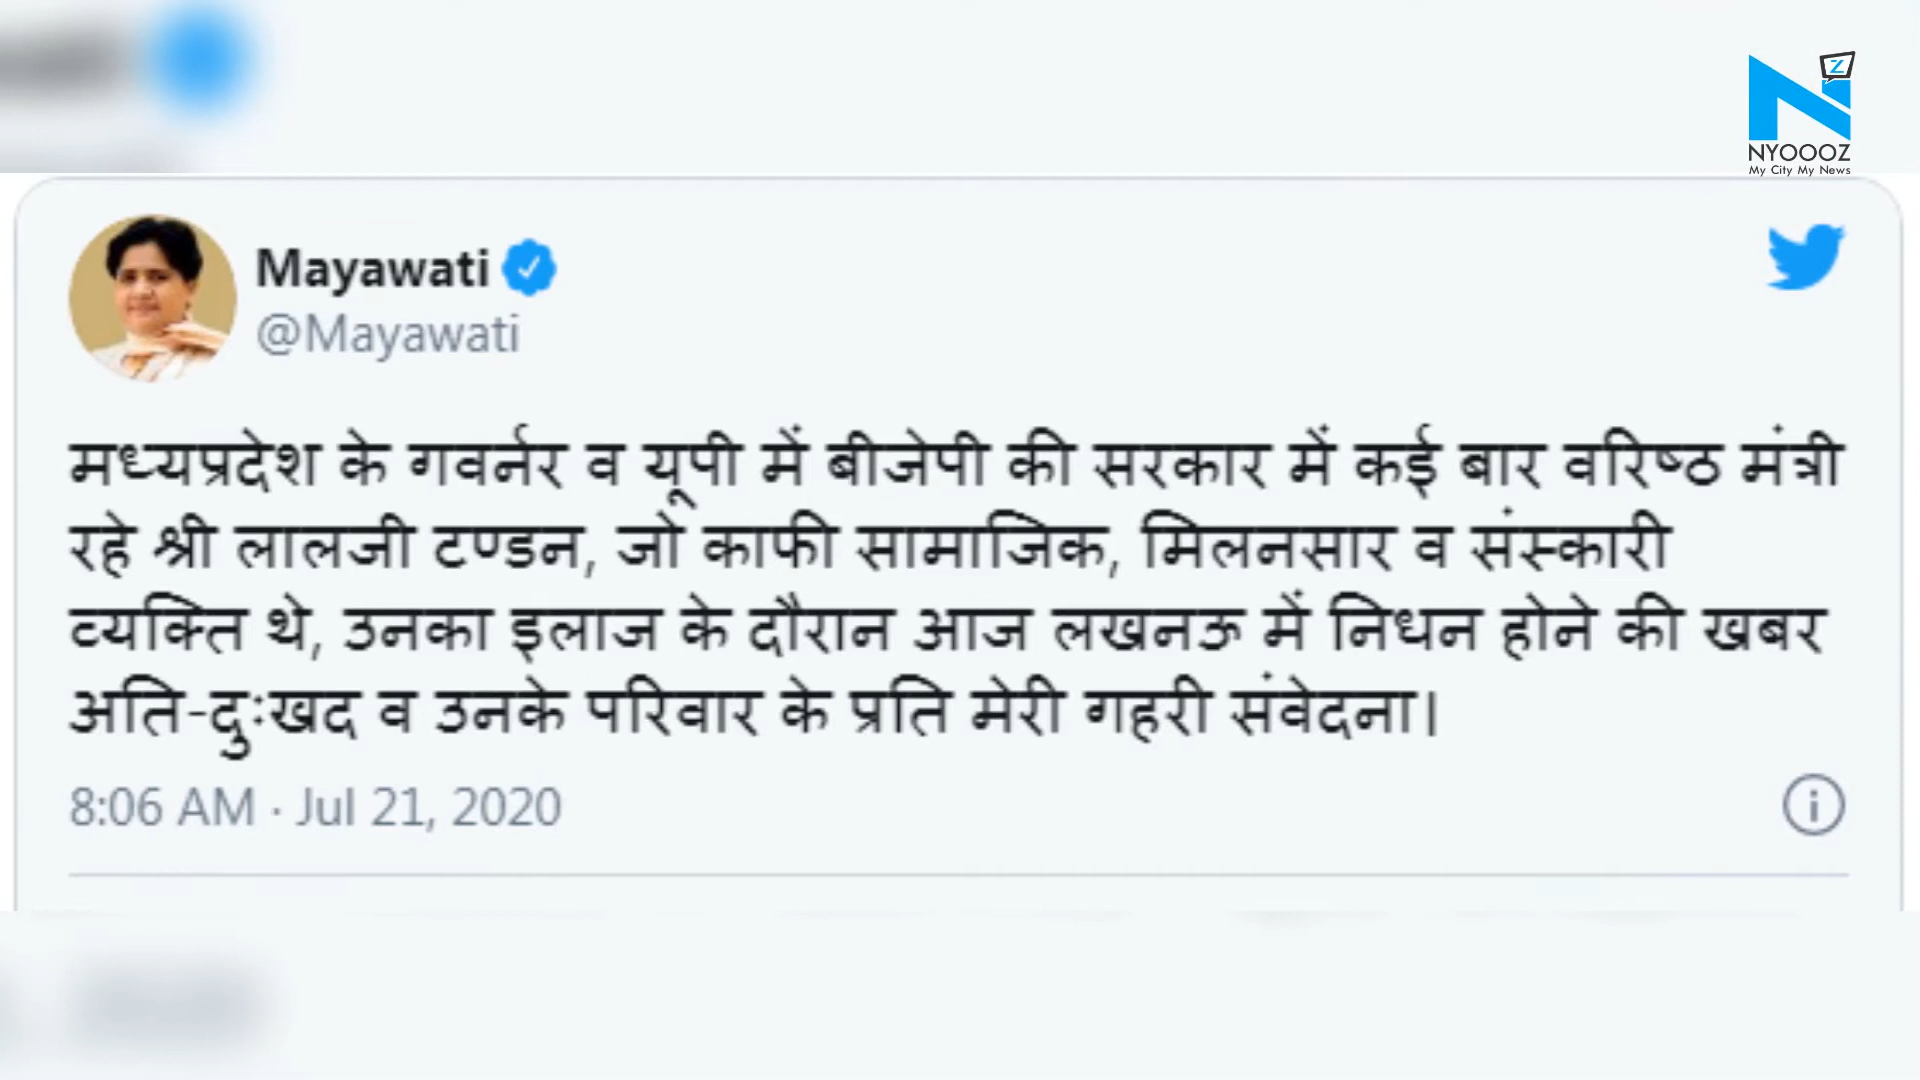 Z
NYOOOZ
My City My News
Mayawati
@Mayawati
मध्यप्रदेश के गवर्नर व यूपी में बीजेपी की सरकार में कई बार वरिष्ठ मंत्री
रहे श्री लालजी टण्डन, जो काफी सामाजिक, मिलनसार व संस्कारी
व्यक्ति थे, उनका इलाज के दौरान आज लखनऊ में निधन होने की खबर
अति-दुःखद व उनके परिवार के प्रति मेरी गहरी संवेदना।
8:06 AM · Jul 21, 2020